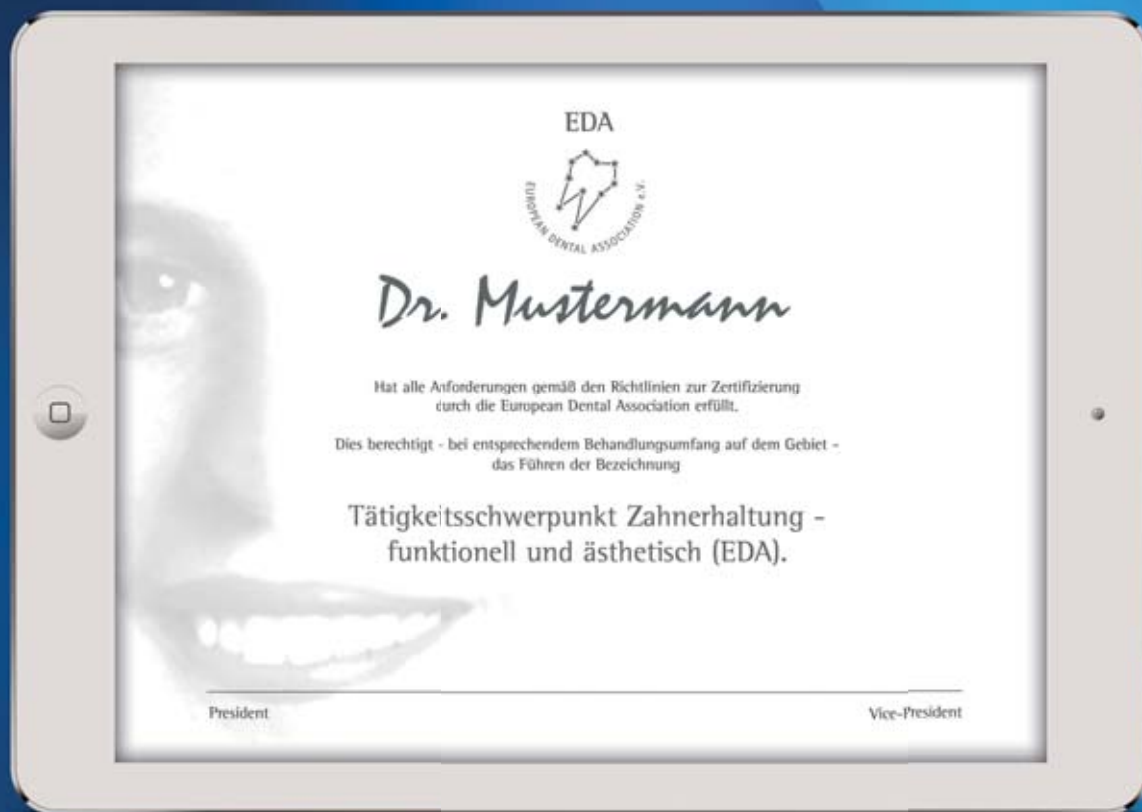 EDA
EUROPEAN DENTAL ASSOCIATION e.V.
Dr. Mustermann
Hat alle Anforderungen gemäß den Richtlinien zur Zertifizierung
durch die European Dental Association erfüllt.
Dies berechtigt - bei entsprechendem Behandlungsumfang auf dem Gebiet -
das Führen der Bezeichnung
Tätigkeitsschwerpunkt Zahnerhaltung -
funktionell und ästhetisch (EDA).
President
Vice-President